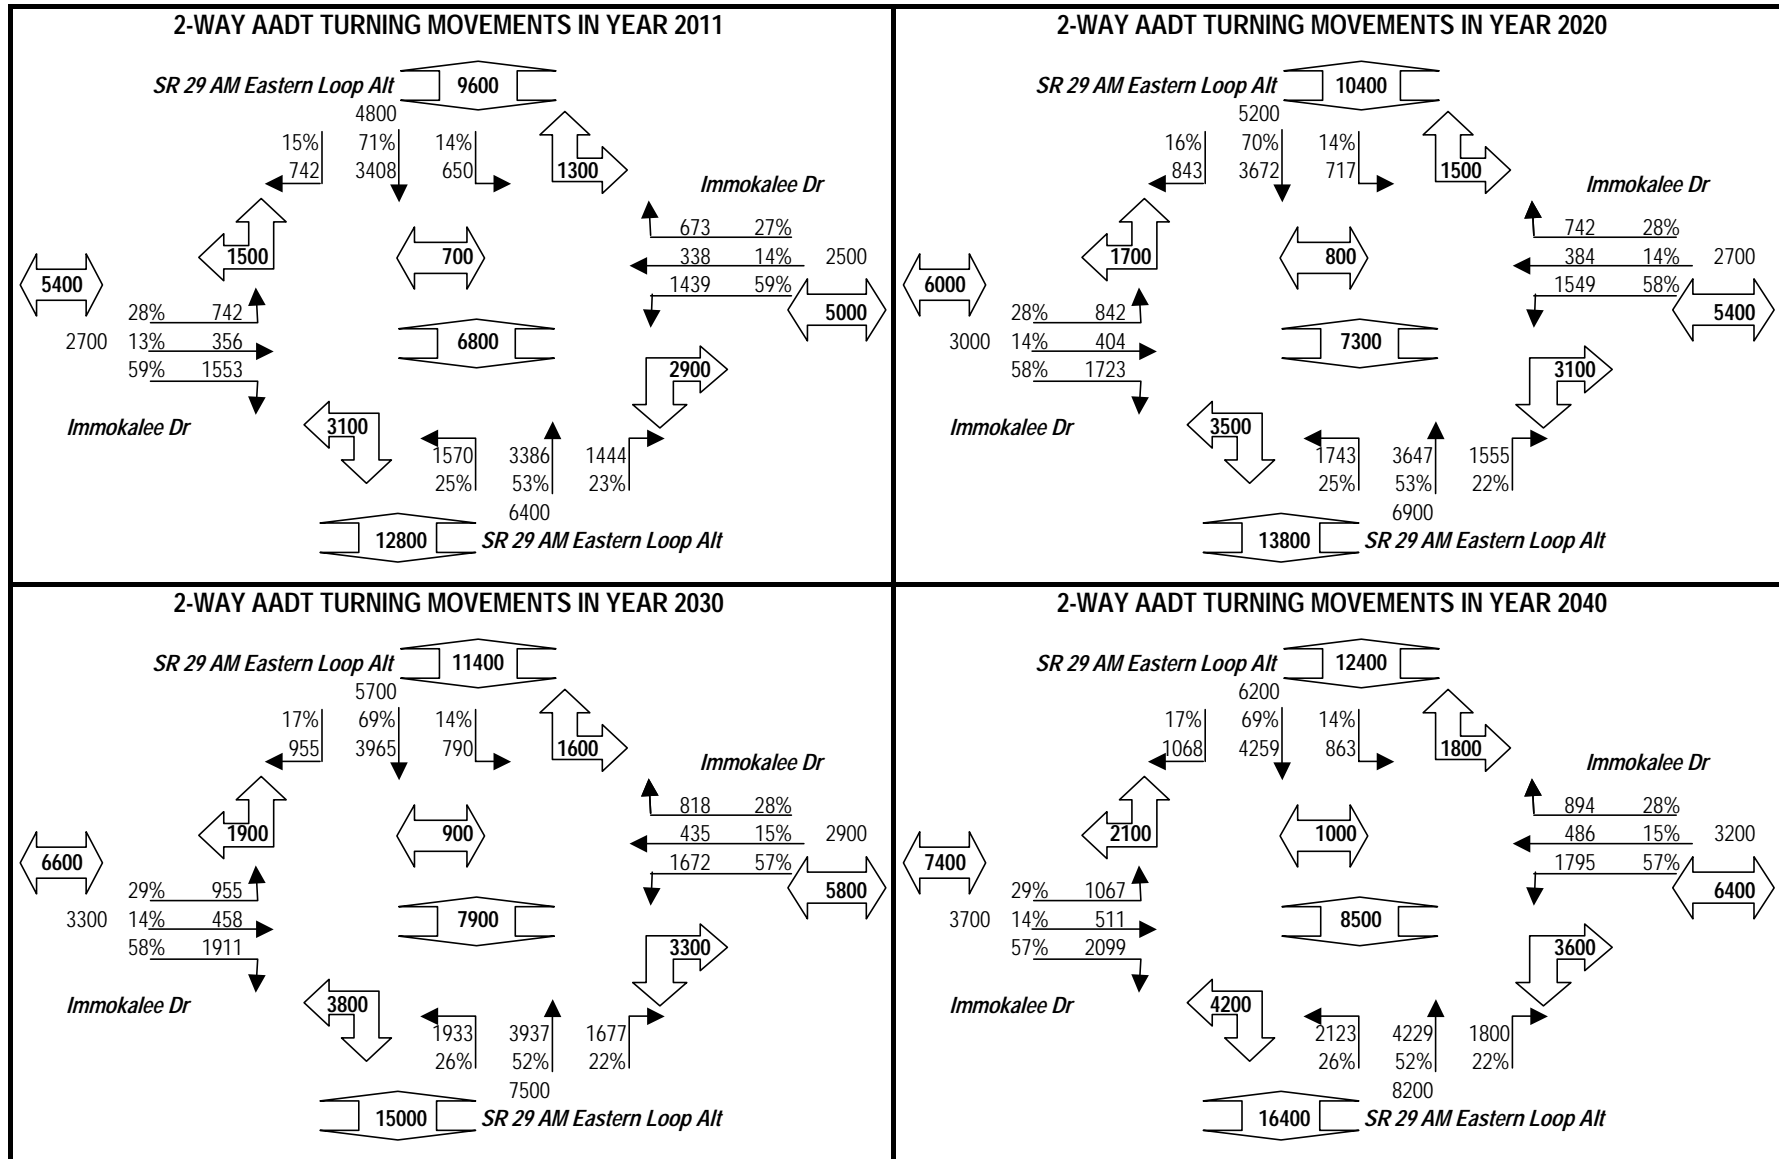 2-WAY AADT TURNING MOVEMENTS IN YEAR 2011
SR 29 AM Eastern Loop Alt 9600
4800
15% 71% 14%
742 3408 650 1300
Immokalee Dr
673 27%
1500 700 338 14% 2500
5400 1439 59%
5000
28% 742
2700 13% 356 6800
59% 1553 2900
Immokalee Dr 3100
1570 3386 1444
25% 53% 23%
6400
12800 SR 29 AM Eastern Loop Alt
2-WAY AADT TURNING MOVEMENTS IN YEAR 2020
SR 29 AM Eastern Loop Alt 10400
5200
16% 70% 14%
843 3672 717 1500
Immokalee Dr
742 28%
1700 800 384 14% 2700
6000 1549 58%
5400
28% 842
3000 14% 404 7300
58% 1723 3100
Immokalee Dr 3500
1743 3647 1555
25% 53% 22%
6900
13800 SR 29 AM Eastern Loop Alt
2-WAY AADT TURNING MOVEMENTS IN YEAR 2030
SR 29 AM Eastern Loop Alt 11400
5700
17% 69% 14%
955 3965 790 1600
Immokalee Dr
818 28%
1900 900 435 15% 2900
6600 1672 57%
5800
29% 955
3300 14% 458 7900
58% 1911 3300
Immokalee Dr 3800
1933 3937 1677
26% 52% 22%
7500
15000 SR 29 AM Eastern Loop Alt
2-WAY AADT TURNING MOVEMENTS IN YEAR 2040
SR 29 AM Eastern Loop Alt 12400
6200
17% 69% 14%
1068 4259 863 1800
Immokalee Dr
894 28%
2100 1000 486 15% 3200
7400 1795 57%
6400
29% 1067
3700 14% 511 8500
57% 2099 3600
Immokalee Dr 4200
2123 4229 1800
26% 52% 22%
8200
16400 SR 29 AM Eastern Loop Alt